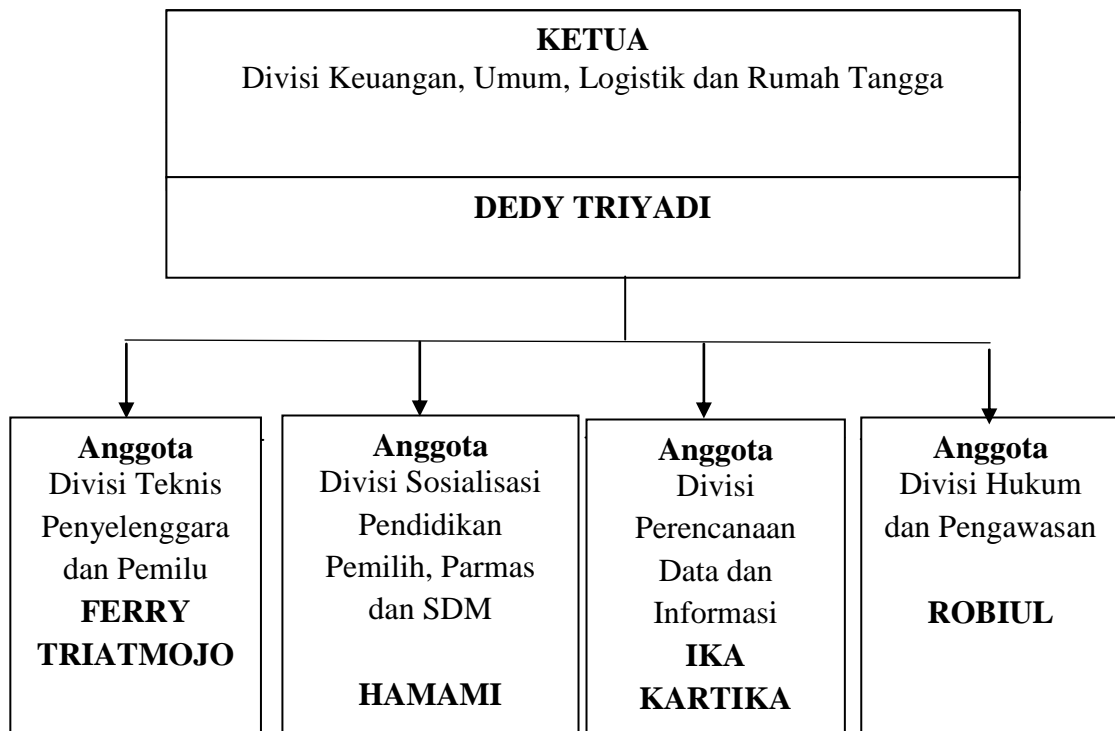 KETUA
Divisi Keuangan, Umum, Logistik dan Rumah Tangga
DEDY TRIYADI
Anggota
Divisi Teknis
Penyelenggara
dan Pemilu
FERRY
TRIATMOJO
Anggota
Divisi Sosialisasi
Pendidikan
Pemilih, Parmas
dan SDM
HAMAMI
Anggota
Divisi
Perencanaan
Data dan
Informasi
IKA
KARTIKA
Anggota
Divisi Hukum
dan Pengawasan
ROBIUL